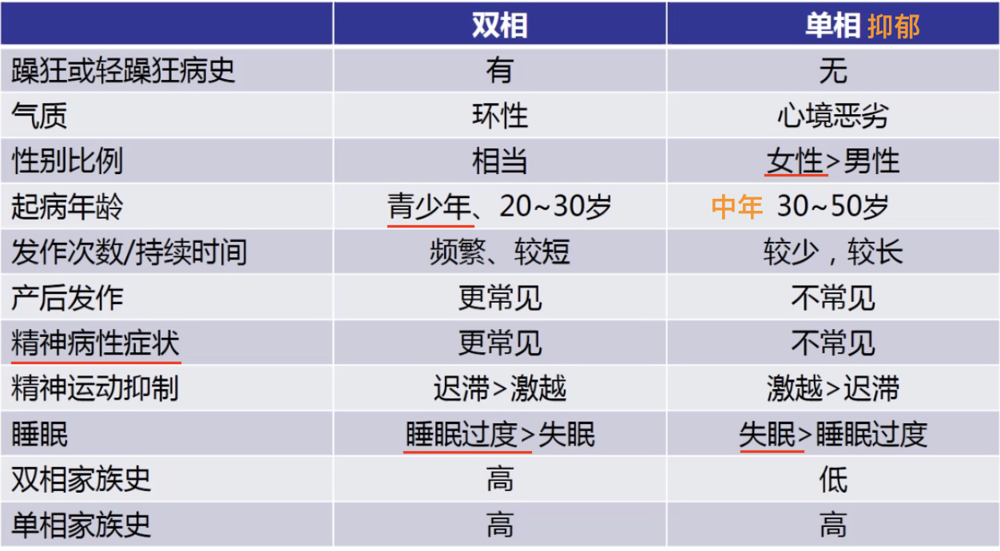 双相 单相 抑郁
躁狂或轻躁狂病史 有 无
气质 环性 心境恶劣
性别比例 相当 女性>男性
起病年龄 青少年、20~30岁 中年 30~50岁
发作次数/持续时间 频繁、较短 较少，较长
产后发作 更常见 不常见
精神病性症状 更常见 不常见
精神运动抑制 迟滞>激越 激越>迟滞
睡眠 睡眠过度>失眠 失眠>睡眠过度
双相家族史 高 低
单相家族史 高 高